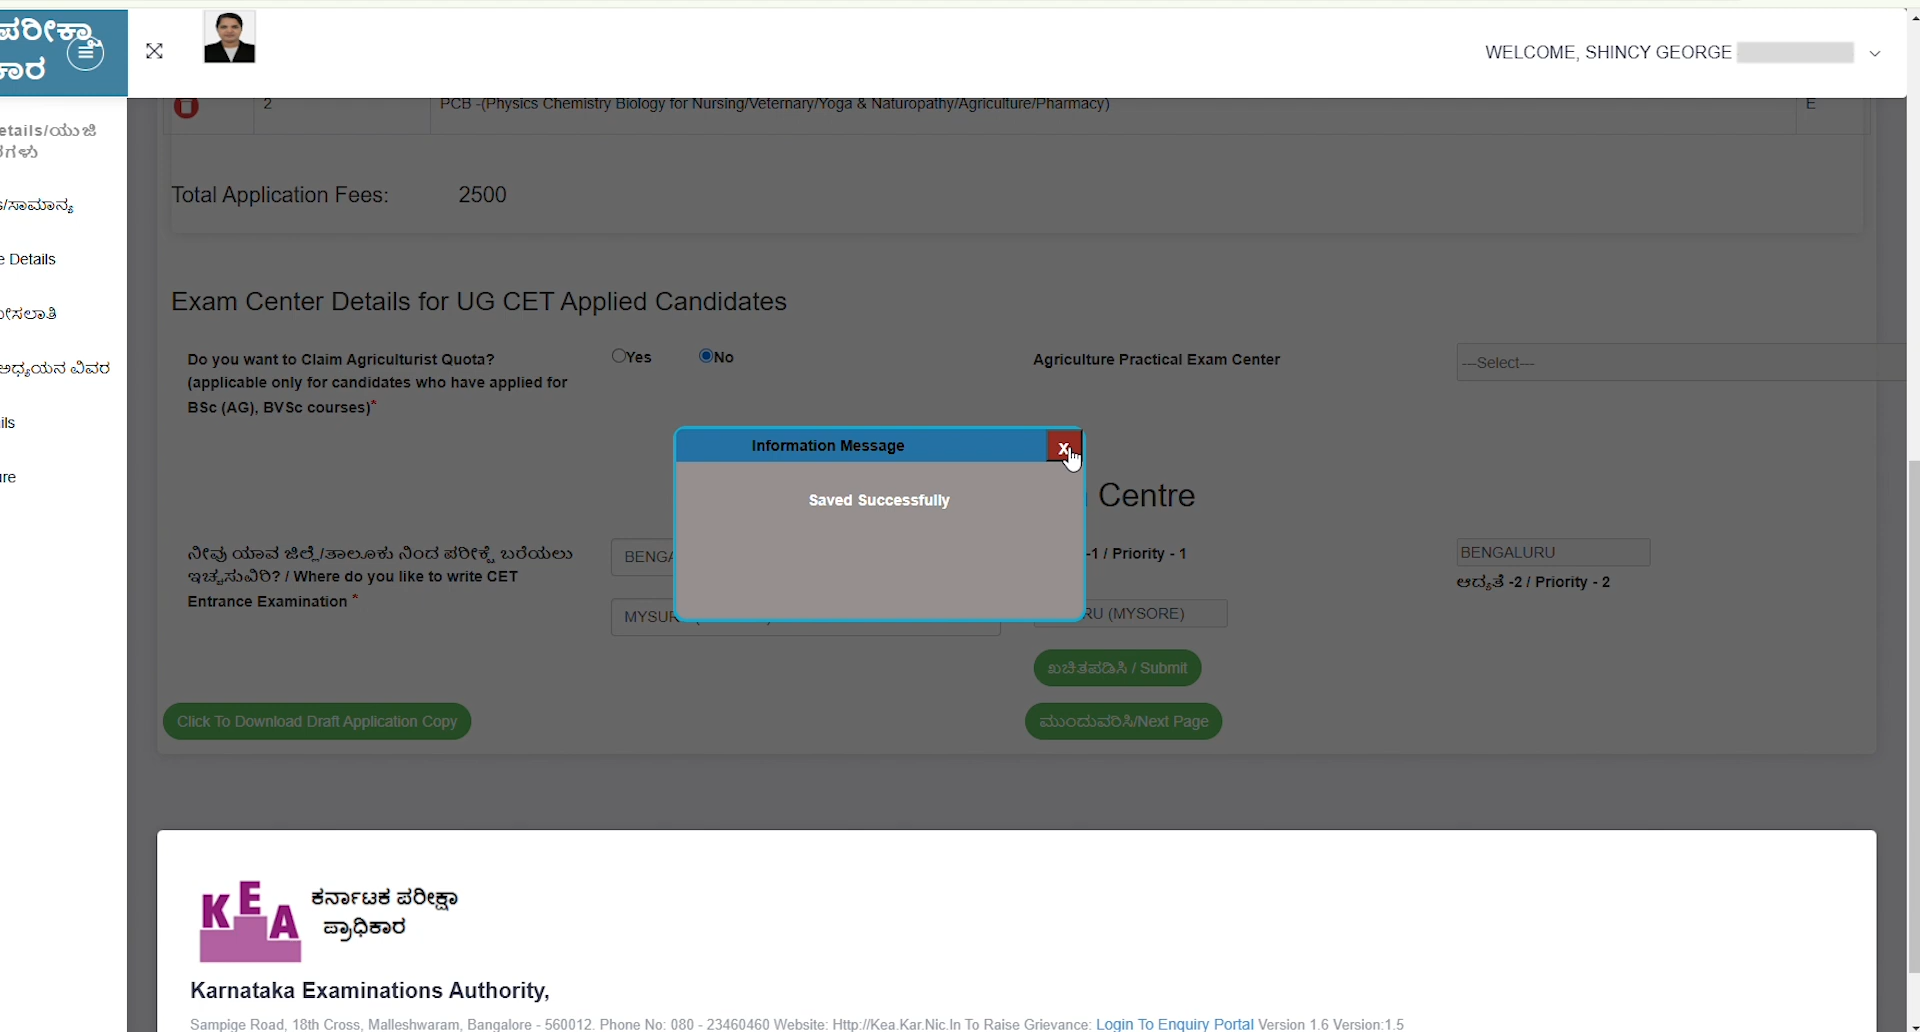 ಪರೀಕ್ಷಾ
ಕಾರ
WELCOME, SHINCY GEORGE
2 PCB -(Physics Chemistry Biology for Nursing/Veternary/Yoga & Naturopathy/Agriculture/Pharmacy) E
etails/ಯುಜಿ
ಗಳು
/ಸಾಮಾನ್ಯ
e Details
ೀಸಲಾತಿ
ಅಧ್ಯಯನ ವಿವರ
ils
re
Total Application Fees: 2500
Exam Center Details for UG CET Applied Candidates
Do you want to Claim Agriculturist Quota?
(applicable only for candidates who have applied for
BSc (AG), BVSc courses)*
Yes No
Agriculture Practical Exam Center
---Select---
Information Message
x
Saved Successfully
Centre
ನೀವು ಯಾವ ಜಿಲ್ಲೆ/ತಾಲೂಕು ನಿಂದ ಪರೀಕ್ಷೆ ಬರೆಯಲು
ಇಚ್ಚಿಸುವಿರಿ? / Where do you like to write CET
Entrance Examination *
BENGA
-1 / Priority - 1
BENGALURU
ಆದ್ಯತೆ -2 / Priority - 2
MYSUR
RU (MYSORE)
ಖಚಿತಪಡಿಸಿ / Submit
Click To Download Draft Application Copy
ಮುಂದುವರಿಸಿ/Next Page
KEA
ಕರ್ನಾಟಕ ಪರೀಕ್ಷಾ
ಪ್ರಾಧಿಕಾರ
Karnataka Examinations Authority,
Sampige Road, 18th Cross, Malleshwaram, Bangalore - 560012. Phone No: 080 - 23460460 Website: Http://Kea.Kar.Nic.In To Raise Grievance: Login To Enquiry Portal Version 1.6 Version:1.5